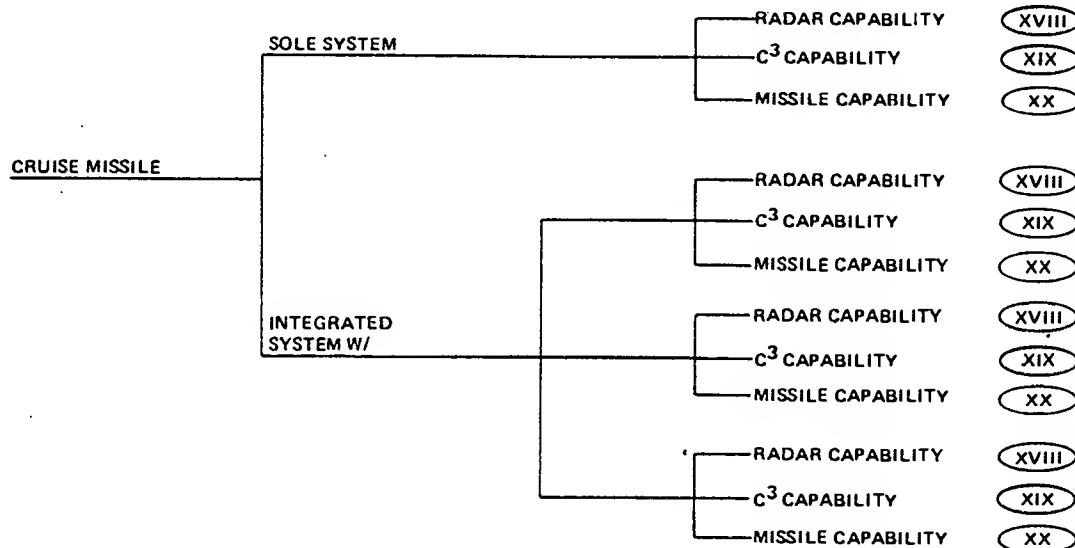 RADAR CAPABILITY XVIII
SOLE SYSTEM
C³ CAPABILITY XIX
MISSILE CAPABILITY XX
CRUISE MISSILE
RADAR CAPABILITY XVIII
C³ CAPABILITY XIX
MISSILE CAPABILITY XX
INTEGRATED
SYSTEM W/
RADAR CAPABILITY XVIII
C³ CAPABILITY XIX
MISSILE CAPABILITY XX
RADAR CAPABILITY XVIII
C³ CAPABILITY XIX
MISSILE CAPABILITY XX